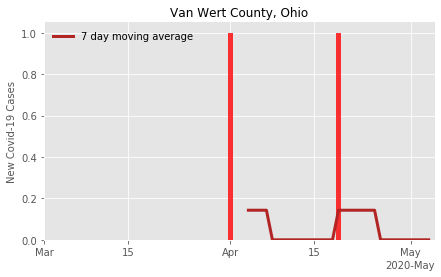 Van Wert County, Ohio
7 day moving average
New Covid-19 Cases
1.0
0.8
0.6
0.4
0.2
0.0
Mar
15
Apr
15
May
2020-May